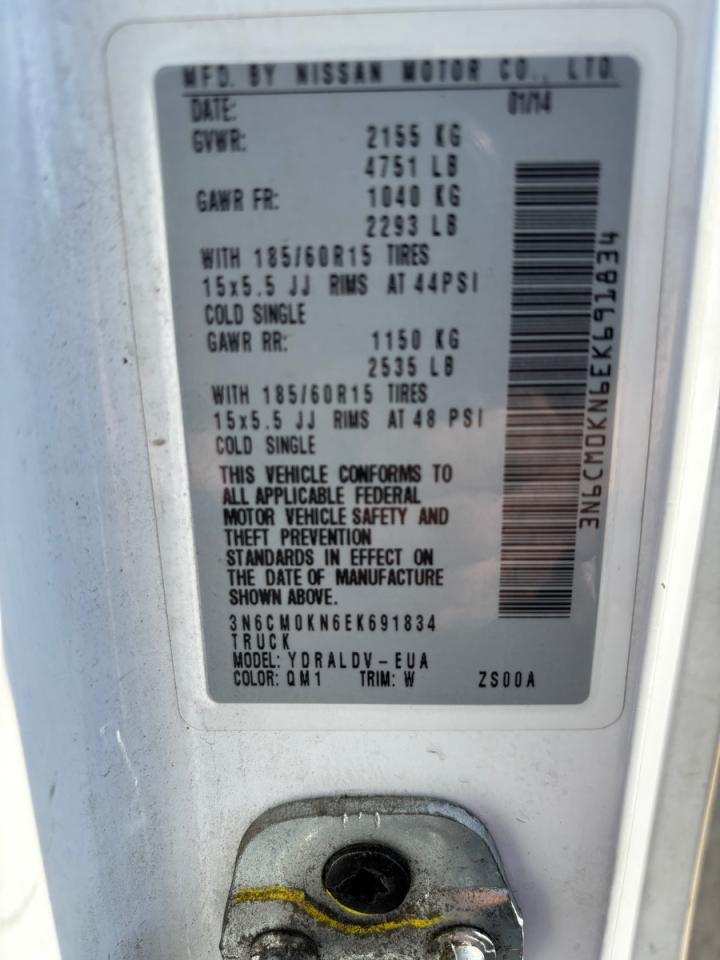 MFD. BY NISSAN MOTOR CO., LTD.
DATE: 01/14
GVWR: 2155 KG
4751 LB
GAWR FR: 1040 KG
2293 LB
WITH 185/60R15 TIRES
15x5.5 JJ RIMS AT 44PSI
COLD SINGLE
GAWR RR: 1150 KG
2535 LB
WITH 185/60R15 TIRES
15x5.5 JJ RIMS AT 48 PSI
COLD SINGLE
THIS VEHICLE CONFORMS TO
ALL APPLICABLE FEDERAL
MOTOR VEHICLE SAFETY AND
THEFT PREVENTION
STANDARDS IN EFFECT ON
THE DATE OF MANUFACTURE
SHOWN ABOVE.
3N6CM0KN6EK691834
TRUCK
MODEL: YDRALDV-EUA
COLOR: QM1 TRIM: W ZS00A
3N6CM0KN6EK691834